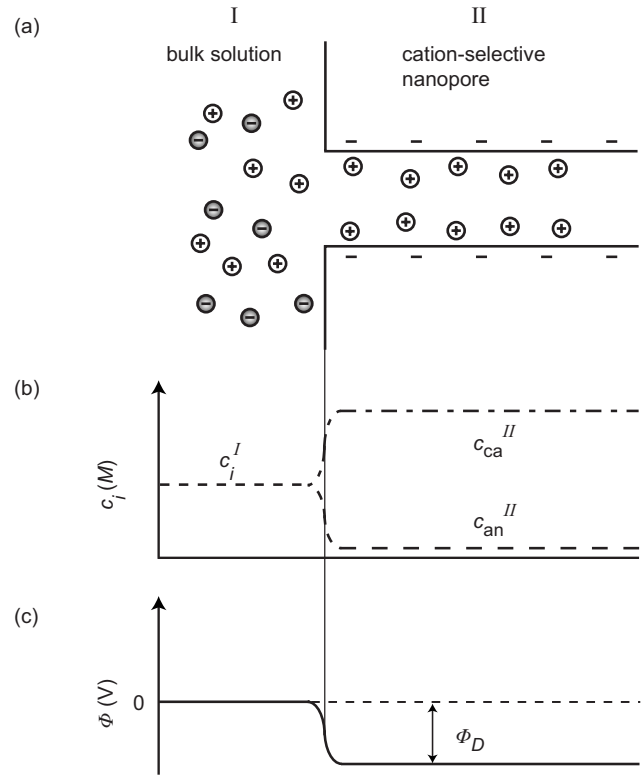 I II
(a)
bulk solution cation-selective
nanopore
(b)
c_i^I
c_ca^II
c_an^II
c_i (M)
(c)
0
Φ (V)
Φ_D